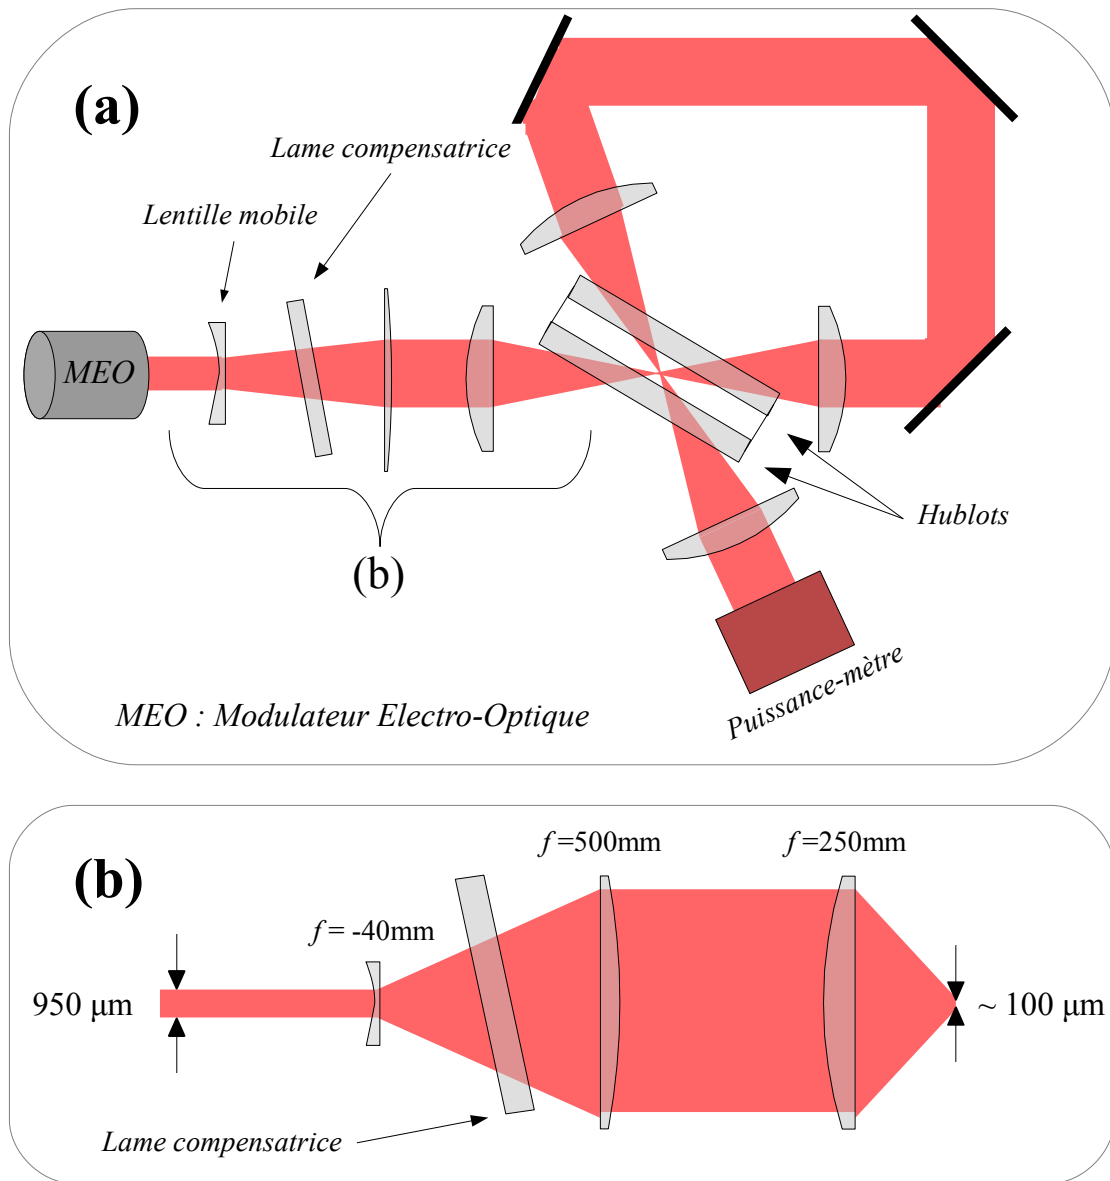 (a)
Lame compensatrice
Lentille mobile
MEO
(b)
Hublots
Puissance-mètre
MEO : Modulateur Electro-Optique
(b)
f=500mm
f=250mm
f= -40mm
950 μm
~ 100 μm
Lame compensatrice